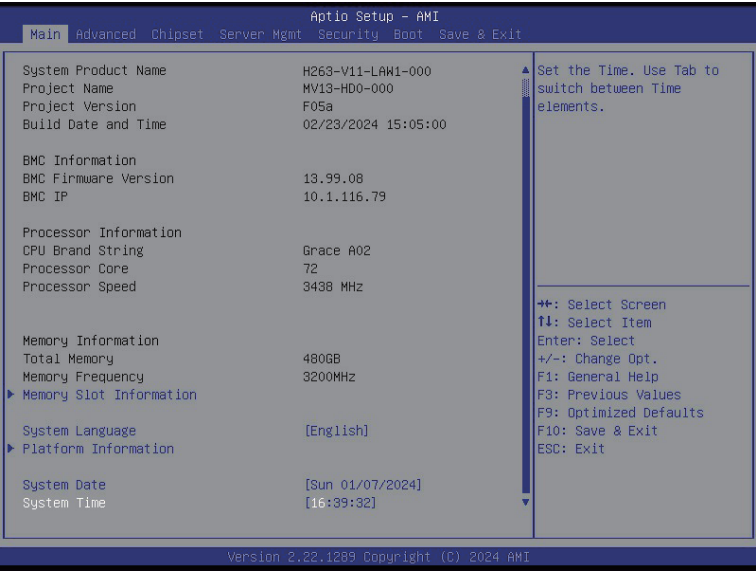 Aptio Setup – AMI
Main Advanced Chipset Server Mgmt Security Boot Save & Exit
System Product Name H263-V11-LAW1-000
Project Name MV13-HD0-000
Project Version F05a
Build Date and Time 02/23/2024 15:05:00
BMC Information
BMC Firmware Version 13.99.08
BMC IP 10.1.116.79
Processor Information
CPU Brand String Grace A02
Processor Core 72
Processor Speed 3438 MHz
Memory Information
Total Memory 480GB
Memory Frequency 3200MHz
Memory Slot Information
System Language [English]
Platform Information
System Date [Sun 01/07/2024]
System Time [16:39:32]
Set the Time. Use Tab to
switch between Time
elements.
→←: Select Screen
↑↓: Select Item
Enter: Select
+/-: Change Opt.
F1: General Help
F3: Previous Values
F9: Optimized Defaults
F10: Save & Exit
ESC: Exit
Version 2.22.1289 Copyright (C) 2024 AMI